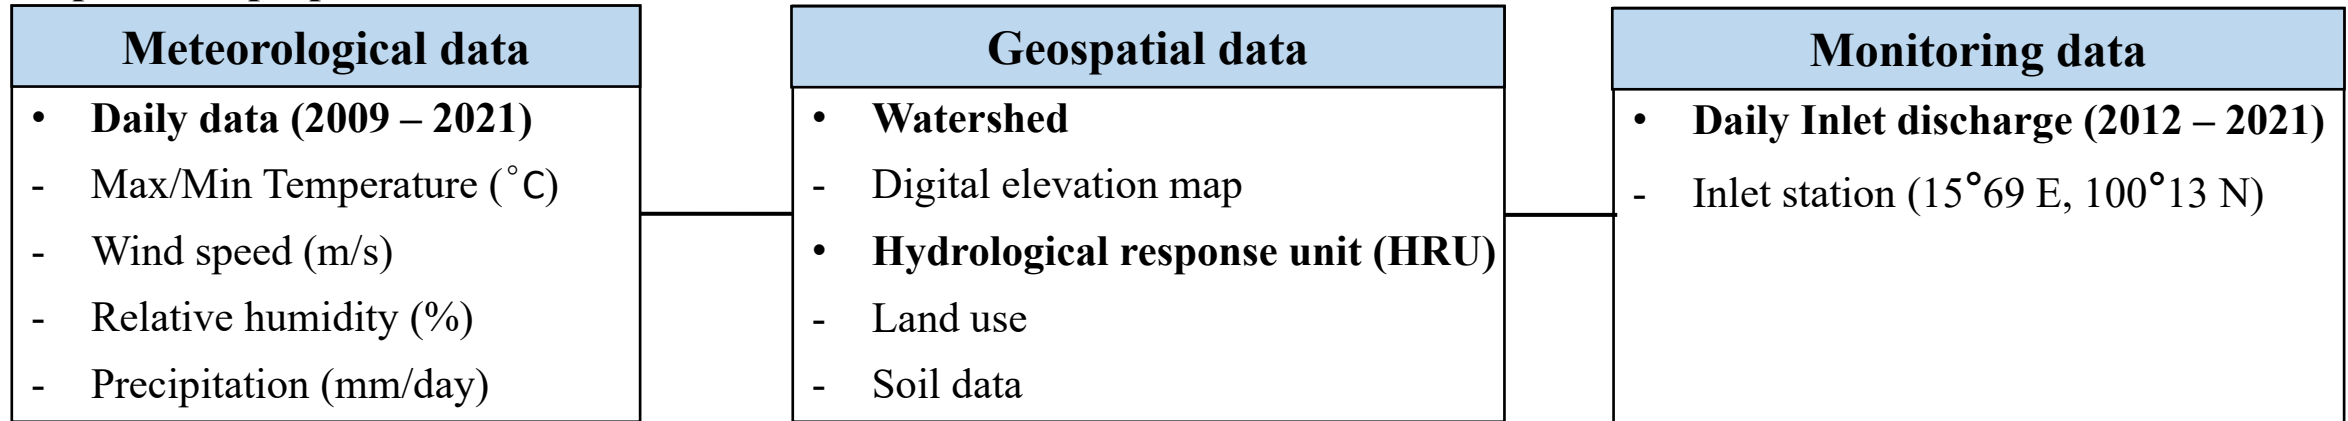 Meteorological data
• Daily data (2009 – 2021)
- Max/Min Temperature (˚C)
- Wind speed (m/s)
- Relative humidity (%)
- Precipitation (mm/day)
Geospatial data
• Watershed
- Digital elevation map
• Hydrological response unit (HRU)
- Land use
- Soil data
Monitoring data
• Daily Inlet discharge (2012 – 2021)
- Inlet station (15°69 E, 100°13 N)